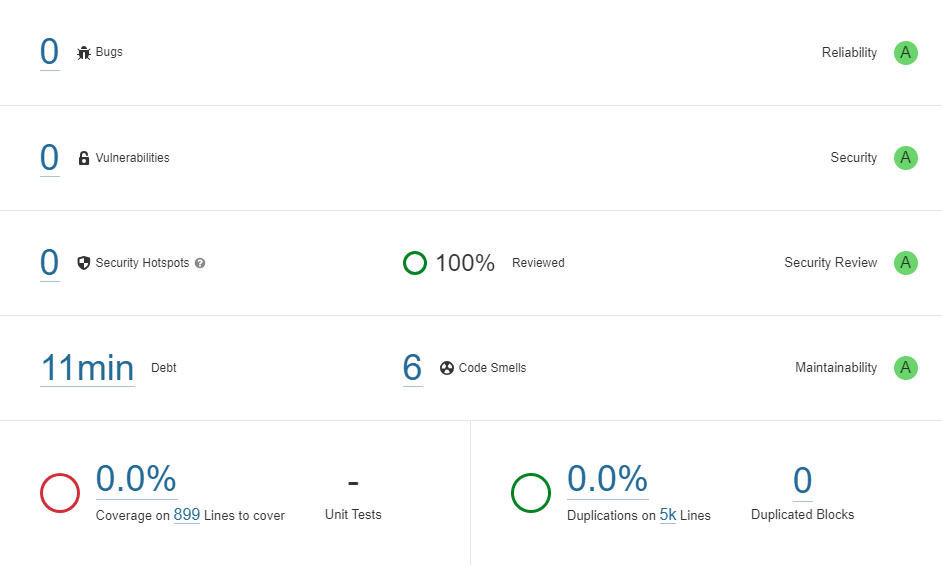 0 Bugs Reliability A
0 Vulnerabilities Security A
0 Security Hotspots ? 100% Reviewed Security Review A
11min Debt 6 Code Smells Maintainability A
0.0% - 0.0% 0
Coverage on 899 Lines to cover Unit Tests Duplications on 5k Lines Duplicated Blocks